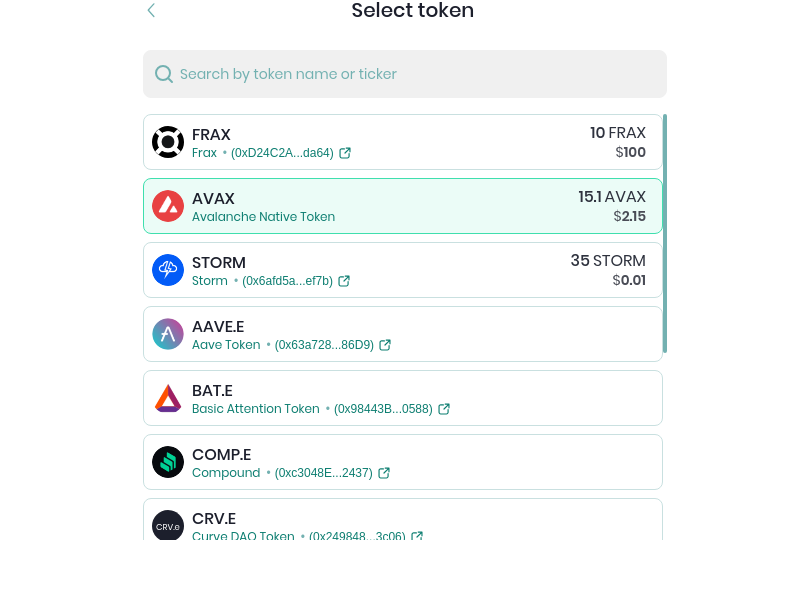 Select token
Search by token name or ticker
FRAX
10 FRAX
Frax • (0xD24C2A...da64)
$100
AVAX
15.1 AVAX
Avalanche Native Token
$2.15
STORM
35 STORM
Storm • (0x6afd5a...ef7b)
$0.01
AAVE.E
Aave Token • (0x63a728...86D9)
BAT.E
Basic Attention Token • (0x98443B...0588)
COMP.E
Compound • (0xc3048E...2437)
CRV.e
CRV.E
Curve DAO Token • (0x249848...3c06)